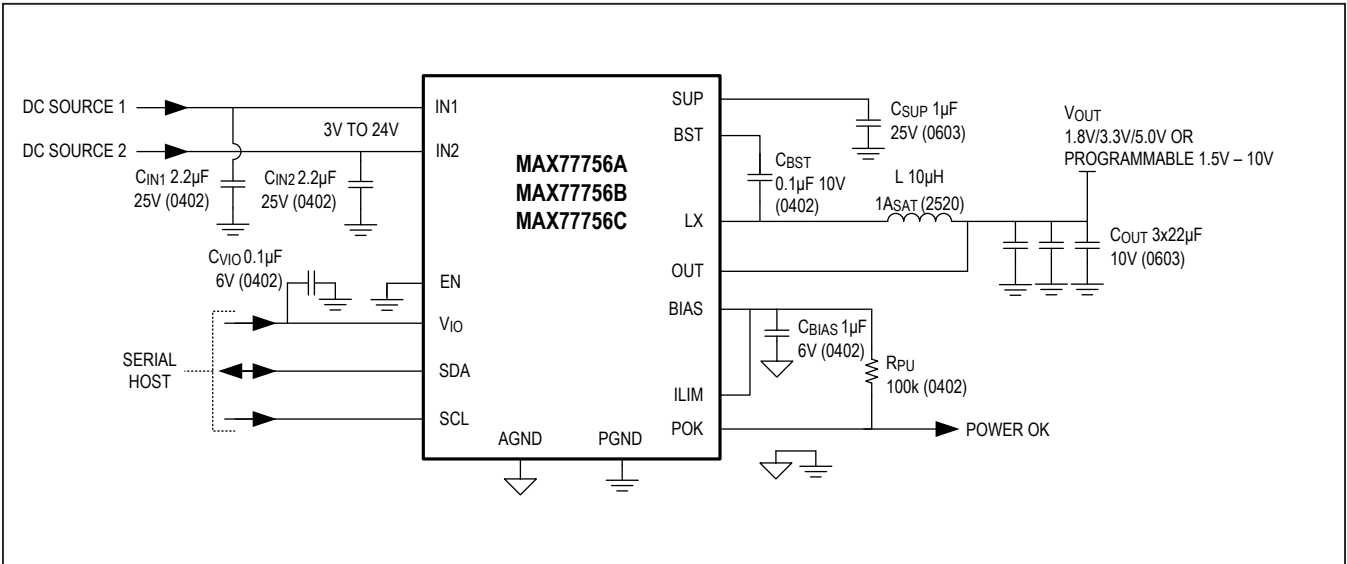 DC SOURCE 1
DC SOURCE 2
3V TO 24V
CIN1 2.2µF
25V (0402)
CIN2 2.2µF
25V (0402)
CVIO 0.1µF
6V (0402)
SERIAL
HOST
IN1
IN2
EN
VIO
SDA
SCL
MAX77756A
MAX77756B
MAX77756C
AGND
PGND
SUP
BST
LX
OUT
BIAS
ILIM
POK
CSUP 1µF
25V (0603)
CBST
0.1µF 10V
(0402)
L 10µH
1ASAT (2520)
VOUT
1.8V/3.3V/5.0V OR
PROGRAMMABLE 1.5V – 10V
COUT 3x22µF
10V (0603)
CBIAS 1µF
6V (0402)
RPU
100k (0402)
POWER OK